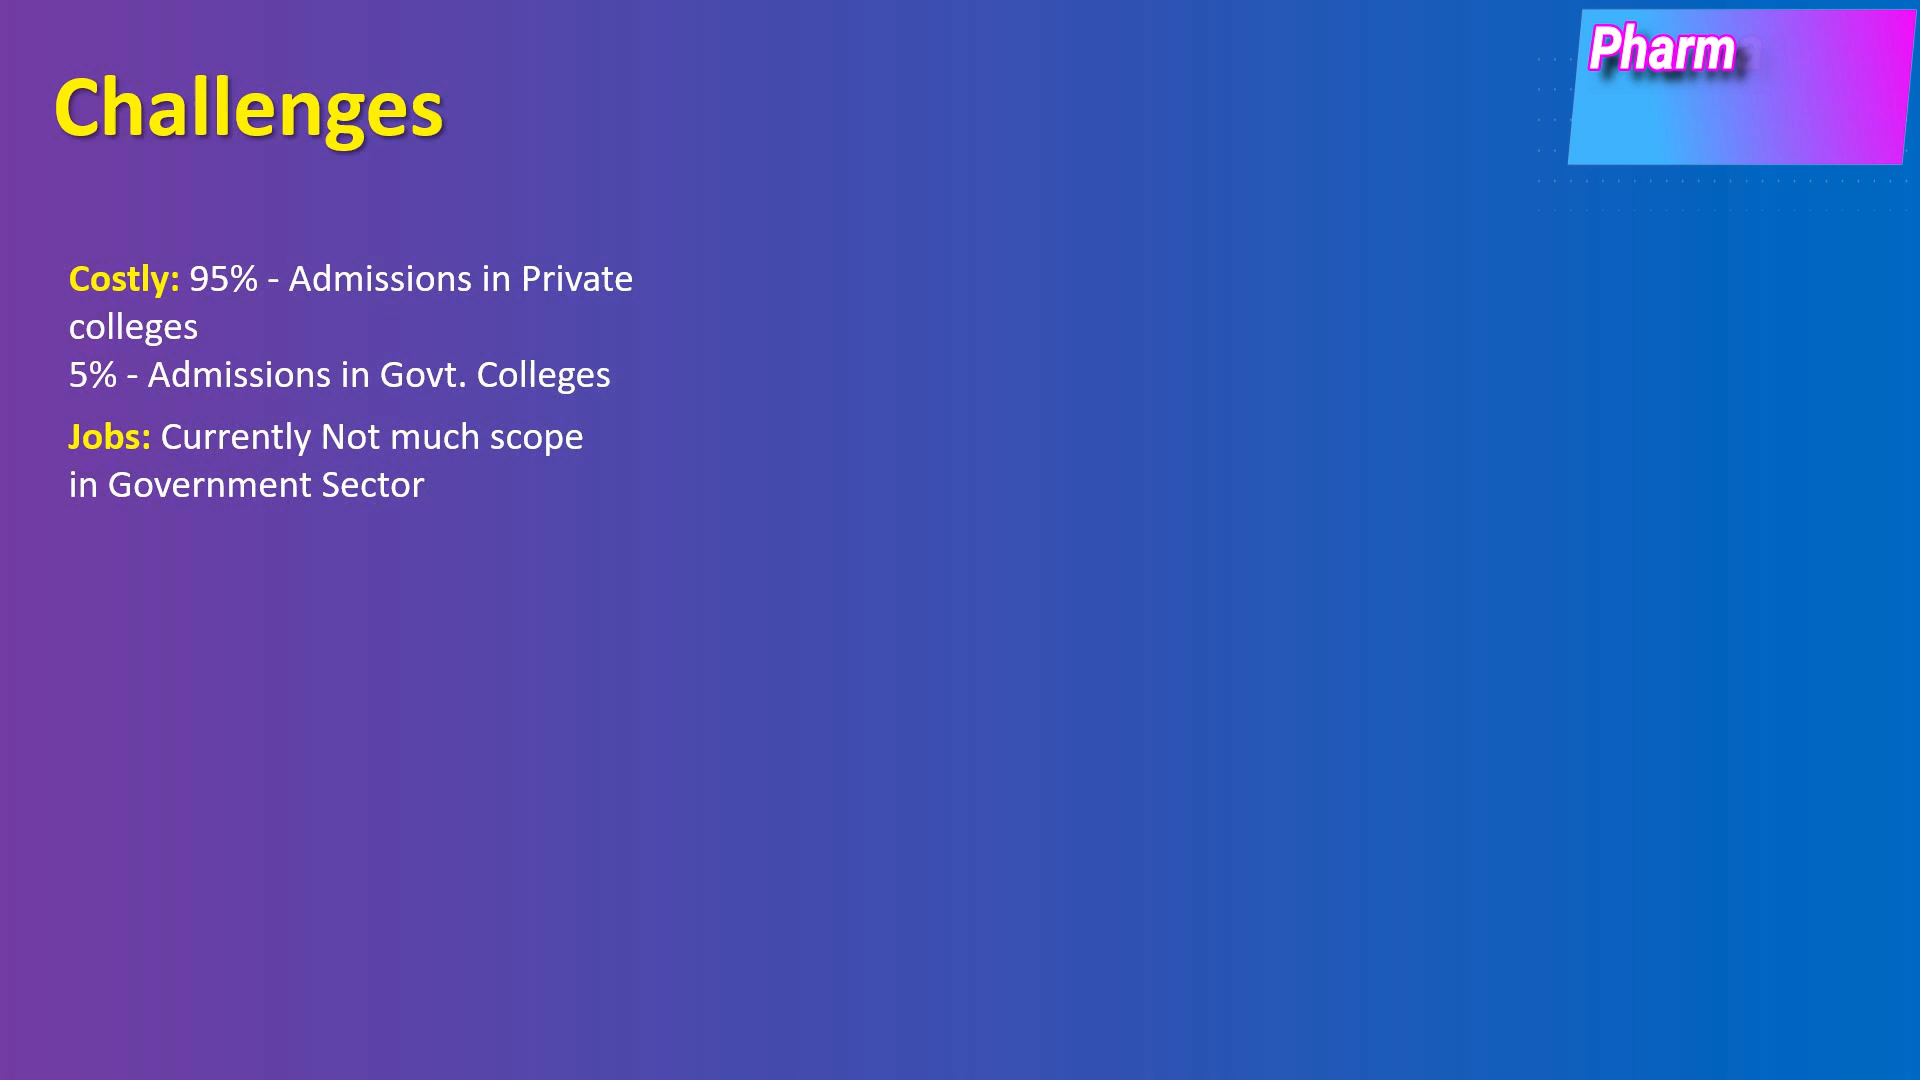 Pharm
Challenges
Costly: 95% - Admissions in Private
colleges
5% - Admissions in Govt. Colleges
Jobs: Currently Not much scope
in Government Sector